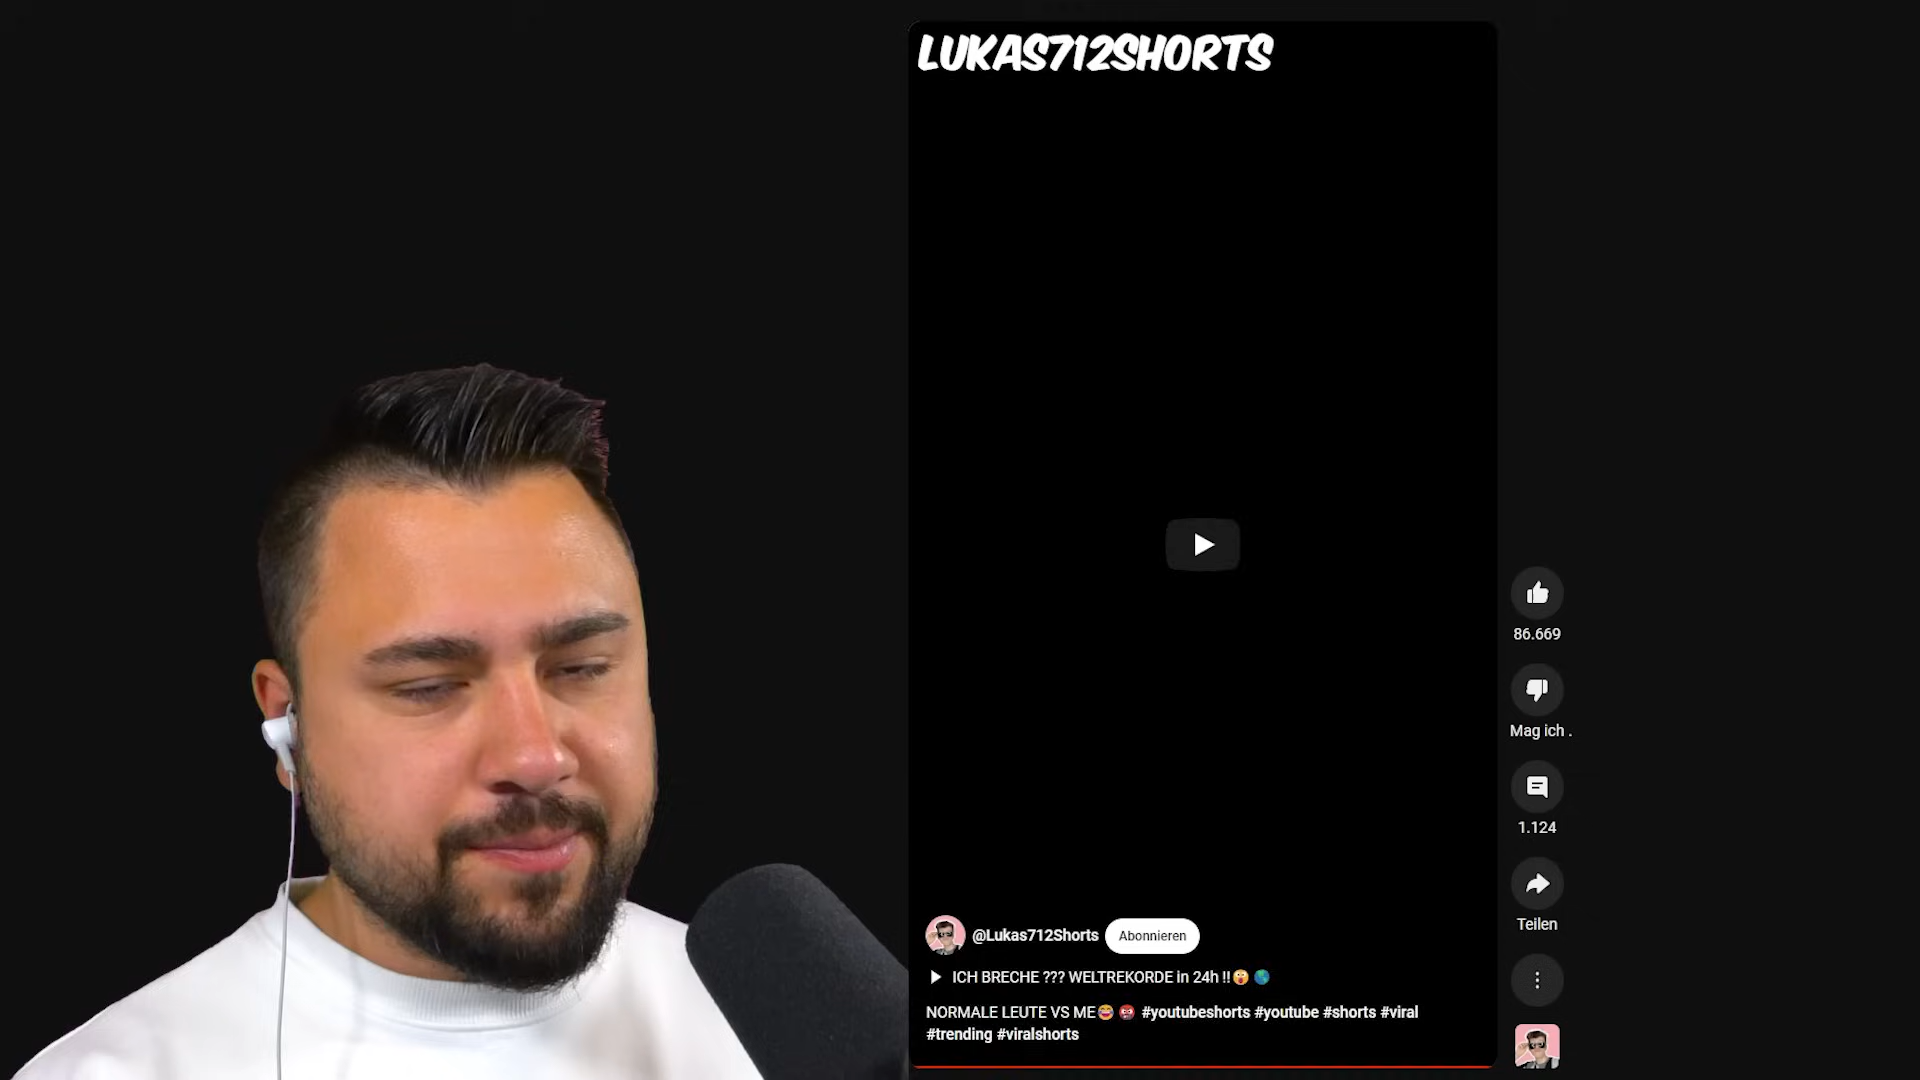 LUKAS712SHORTS
86.669
Mag ich .
1.124
Teilen
@Lukas712Shorts Abonnieren
ICH BRECHE ??? WELTREKORDE in 24h !!😲🌎
NORMALE LEUTE VS ME😂👹 #youtubeshorts #youtube #shorts #viral
#trending #viralshorts